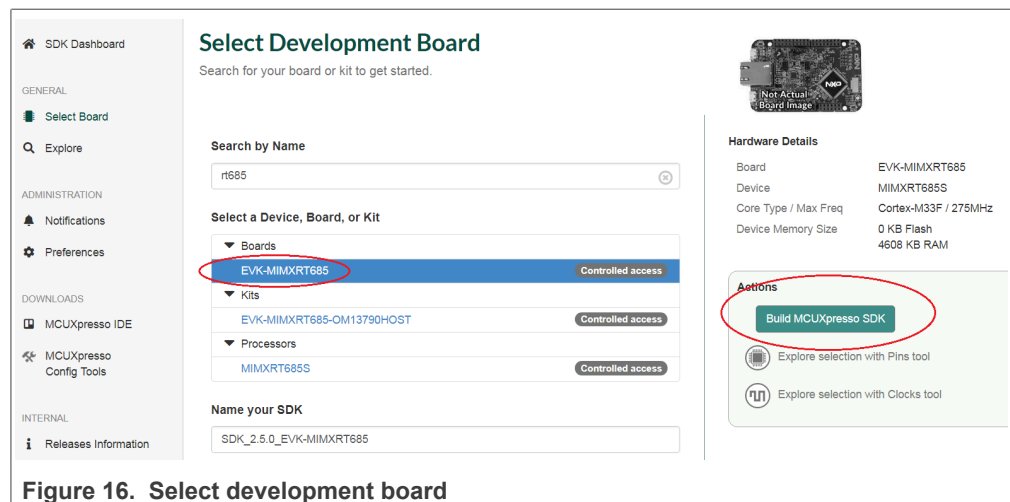 SDK Dashboard
GENERAL
Select Board
Explore
ADMINISTRATION
Notifications
Preferences
DOWNLOADS
MCUXpresso IDE
MCUXpresso
Config Tools
INTERNAL
Releases Information
Select Development Board
Search for your board or kit to get started.
Search by Name
rt685
Select a Device, Board, or Kit
Boards
EVK-MIMXRT685 Controlled access
Kits
EVK-MIMXRT685-OM13790HOST Controlled access
Processors
MIMXRT685S Controlled access
Name your SDK
SDK_2.5.0_EVK-MIMXRT685
NXP
Not Actual
Board Image
Hardware Details
Board EVK-MIMXRT685
Device MIMXRT685S
Core Type / Max Freq Cortex-M33F / 275MHz
Device Memory Size 0 KB Flash
4608 KB RAM
Actions
Build MCUXpresso SDK
Explore selection with Pins tool
Explore selection with Clocks tool
Figure 16. Select development board